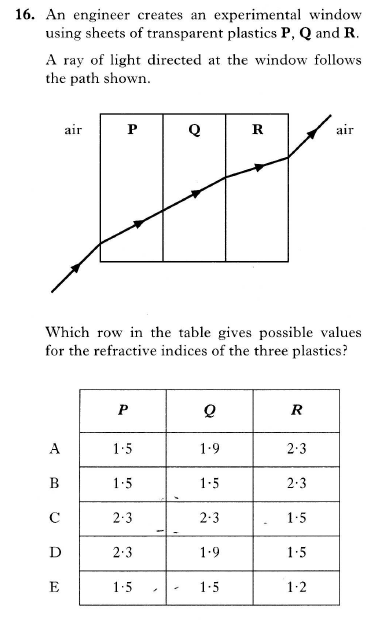 16. An engineer creates an experimental window
using sheets of transparent plastics P, Q and R.
A ray of light directed at the window follows
the path shown.
air P Q R air
Which row in the table gives possible values
for the refractive indices of the three plastics?
P Q R
A 1·5 1·9 2·3
B 1·5 1·5 2·3
C 2·3 2·3 1·5
D 2·3 1·9 1·5
E 1·5 1·5 1·2